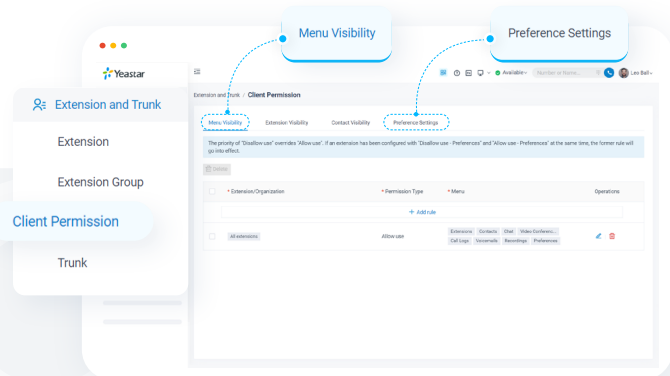 Menu Visibility
Preference Settings
Yeastar
Available
Number or Name...
Leo Ball
Extension and Trunk
Extension
Extension Group
Client Permission
Trunk
Extension and Trunk / Client Permission
Menu Visibility
Extension Visibility
Contact Visibility
Preference Settings
The priority of "Disallow use" overrides "Allow use". If an extension has been configured with "Disallow use - Preferences" and "Allow use - Preferences" at the same time, the former rule will
go into effect.
Delete
* Extension/Organization
* Permission Type
* Menu
Operations
+ Add rule
All extensions
Allow use
Extensions Contacts Chat Video Conferenc...
Call Logs Voicemails Recordings Preferences